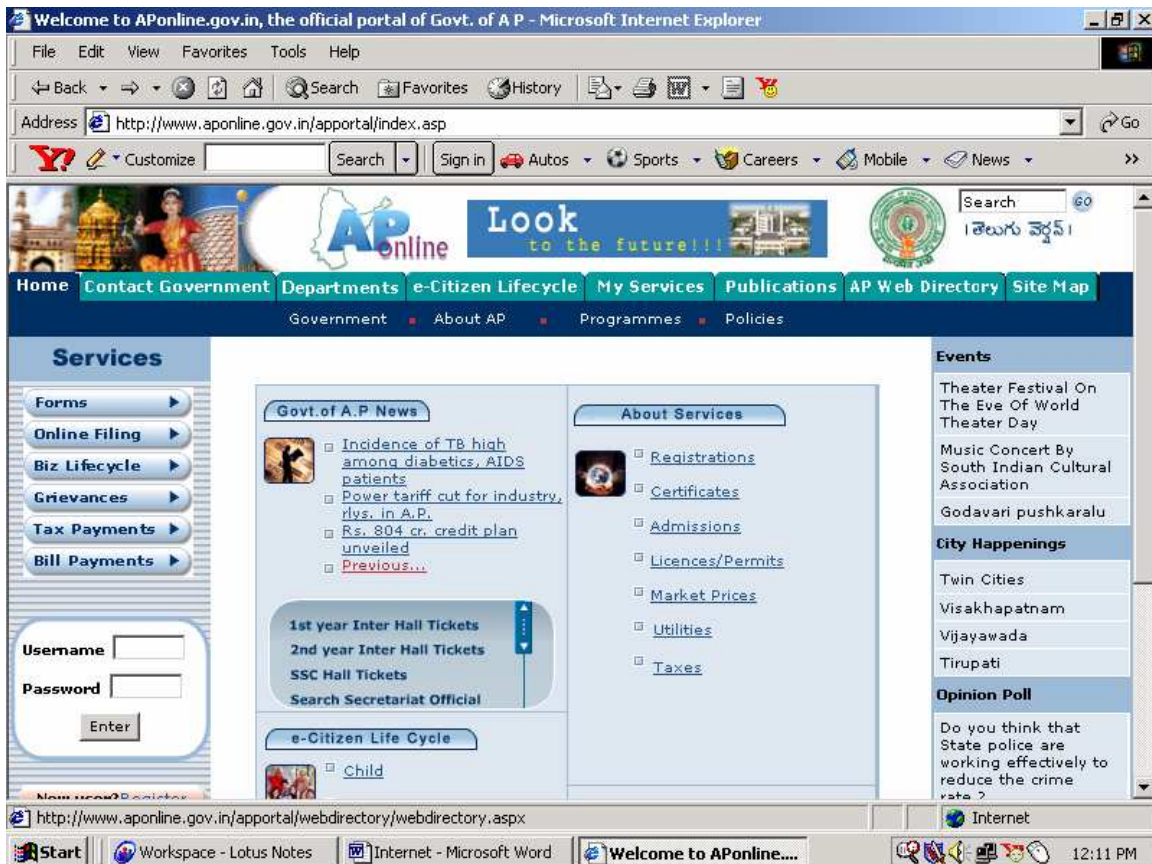 Welcome to APonline.gov.in, the official portal of Govt. of A P - Microsoft Internet Explorer
File Edit View Favorites Tools Help
Back Search Favorites History
Address http://www.aponline.gov.in/apportal/index.asp Go
Y! Customize Search Sign in Autos Sports Careers Mobile News »
AP online
Look
to the future!!!
Search GO
తెలుగు వెర్షన్
Home Contact Government Departments e-Citizen Lifecycle My Services Publications AP Web Directory Site Map
Government About AP Programmes Policies
Services
Forms
Online Filing
Biz Lifecycle
Grievances
Tax Payments
Bill Payments
Username
Password
Enter
New user?Register
Govt.of A.P News
Incidence of TB high
among diabetics, AIDS
patients
Power tariff cut for industry,
rlys. in A.P.
Rs. 804 cr. credit plan
unveiled
Previous...
1st year Inter Hall Tickets
2nd year Inter Hall Tickets
SSC Hall Tickets
Search Secretariat Official
e-Citizen Life Cycle
Child
About Services
Registrations
Certificates
Admissions
Licences/Permits
Market Prices
Utilities
Taxes
Events
Theater Festival On
The Eve Of World
Theater Day
Music Concert By
South Indian Cultural
Association
Godavari pushkaralu
City Happenings
Twin Cities
Visakhapatnam
Vijayawada
Tirupati
Opinion Poll
Do you think that
State police are
working effectively to
reduce the crime
rate ?
http://www.aponline.gov.in/apportal/webdirectory/webdirectory.aspx Internet
Start Workspace - Lotus Notes Internet - Microsoft Word Welcome to APonline.... 12:11 PM